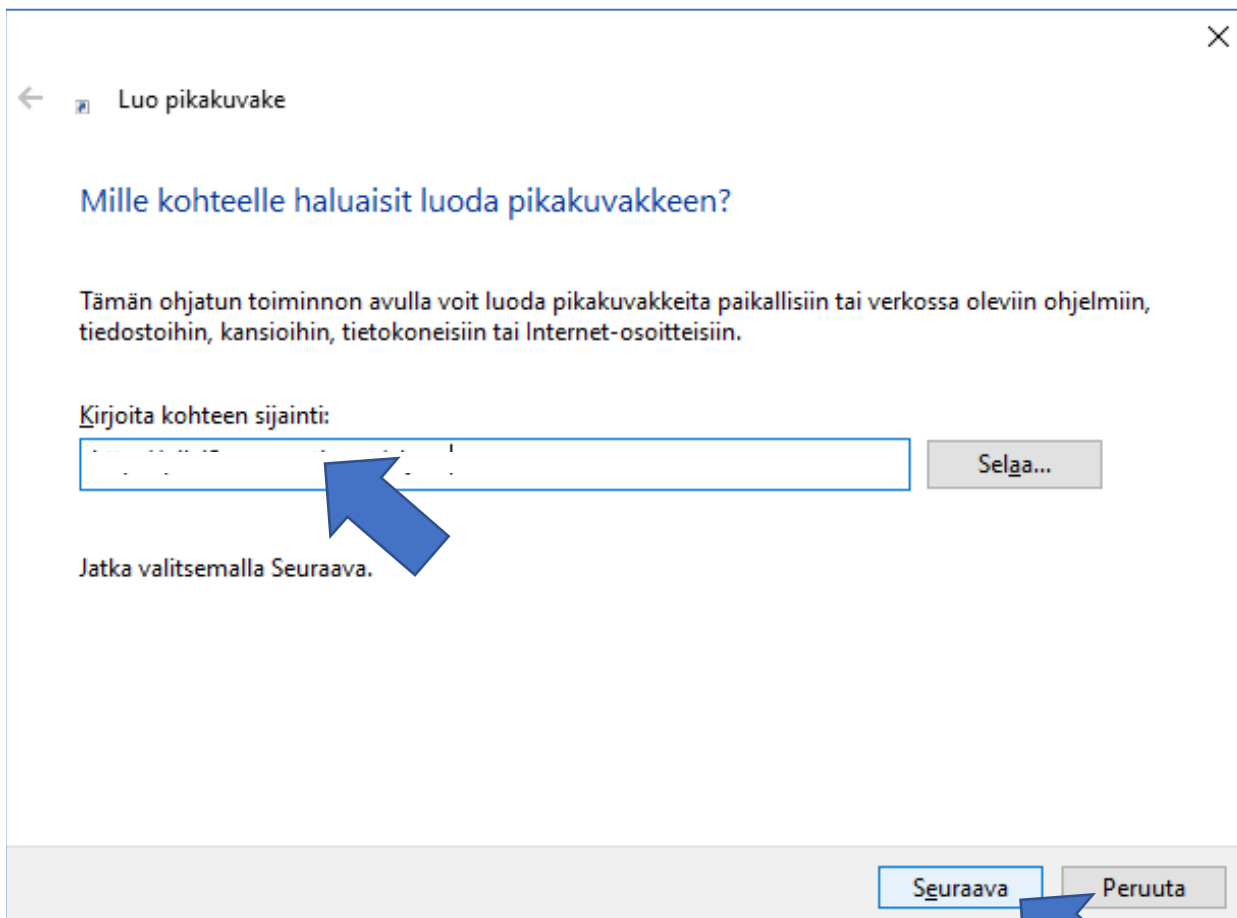 Luo pikakuvake
Mille kohteelle haluaisit luoda pikakuvakkeen?
Tämän ohjatun toiminnon avulla voit luoda pikakuvakkeita paikallisiin tai verkossa oleviin ohjelmiin,
tiedostoihin, kansioihin, tietokoneisiin tai Internet-osoitteisiin.
Kirjoita kohteen sijainti:
Selaa...
Jatka valitsemalla Seuraava.
Seuraava Peruuta